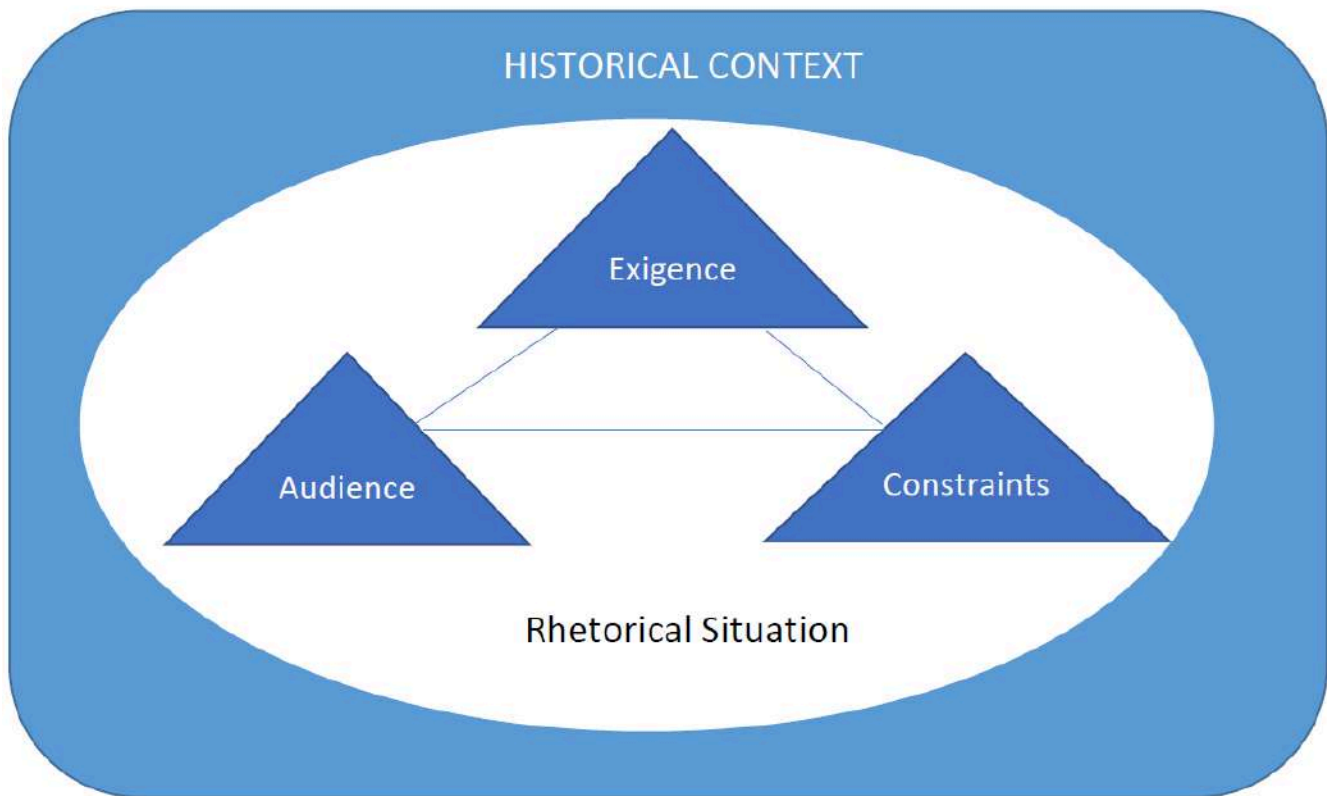 HISTORICAL CONTEXT
Exigence
Audience
Constraints
Rhetorical Situation